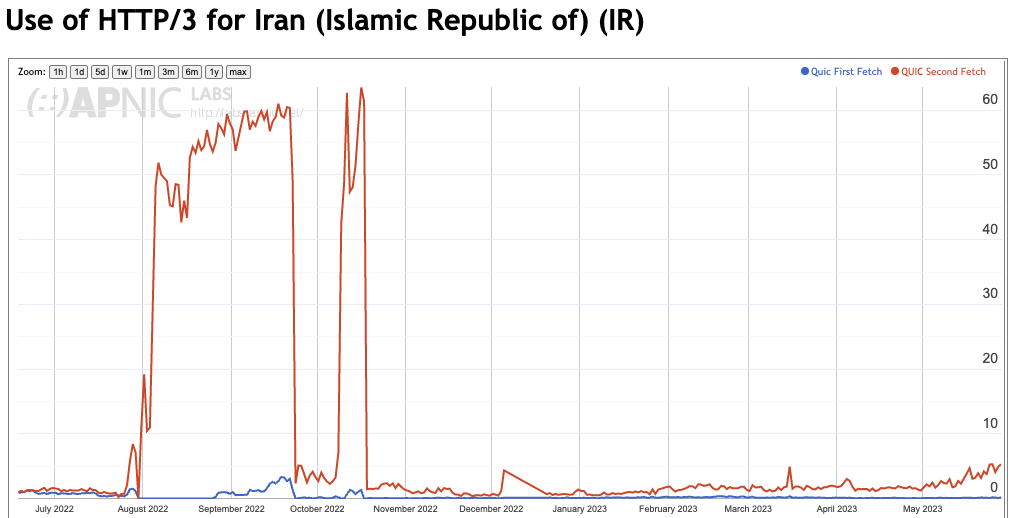 Use of HTTP/3 for Iran (Islamic Republic of) (IR)
Zoom: 1h 1d 5d 1w 1m 3m 6m 1y max
Quic First Fetch QUIC Second Fetch
(::) APNIC LABS
60
50
40
30
20
10
0
July 2022 August 2022 September 2022 October 2022 November 2022 December 2022 January 2023 February 2023 March 2023 April 2023 May 2023